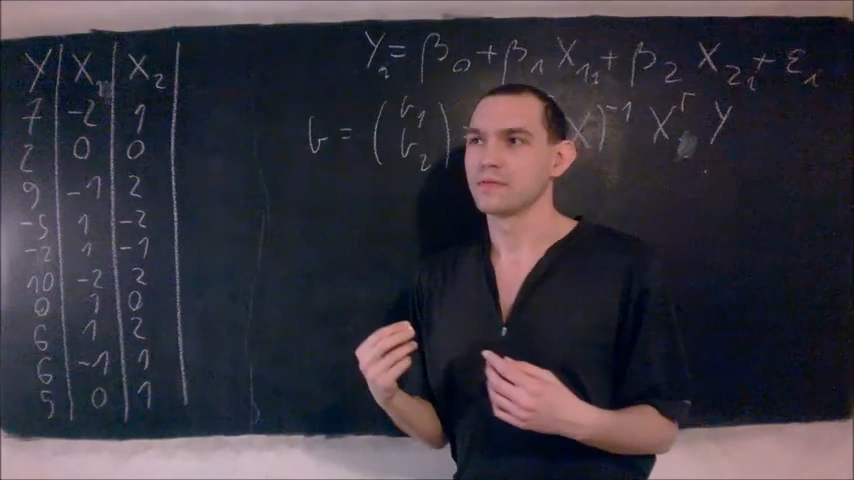 Y X₁ X₂
7 -2 1
2 0 0
9 -1 2
-5 1 -2
-2 1 -1
10 -2 2
0 1 0
6 1 2
6 -1 1
5 0 1
Yᵢ = β₀ + β₁ X₁ᵢ + β₂ X₂ᵢ + εᵢ
b = (b₁ b₂) = X)⁻¹ Xᵀ Y